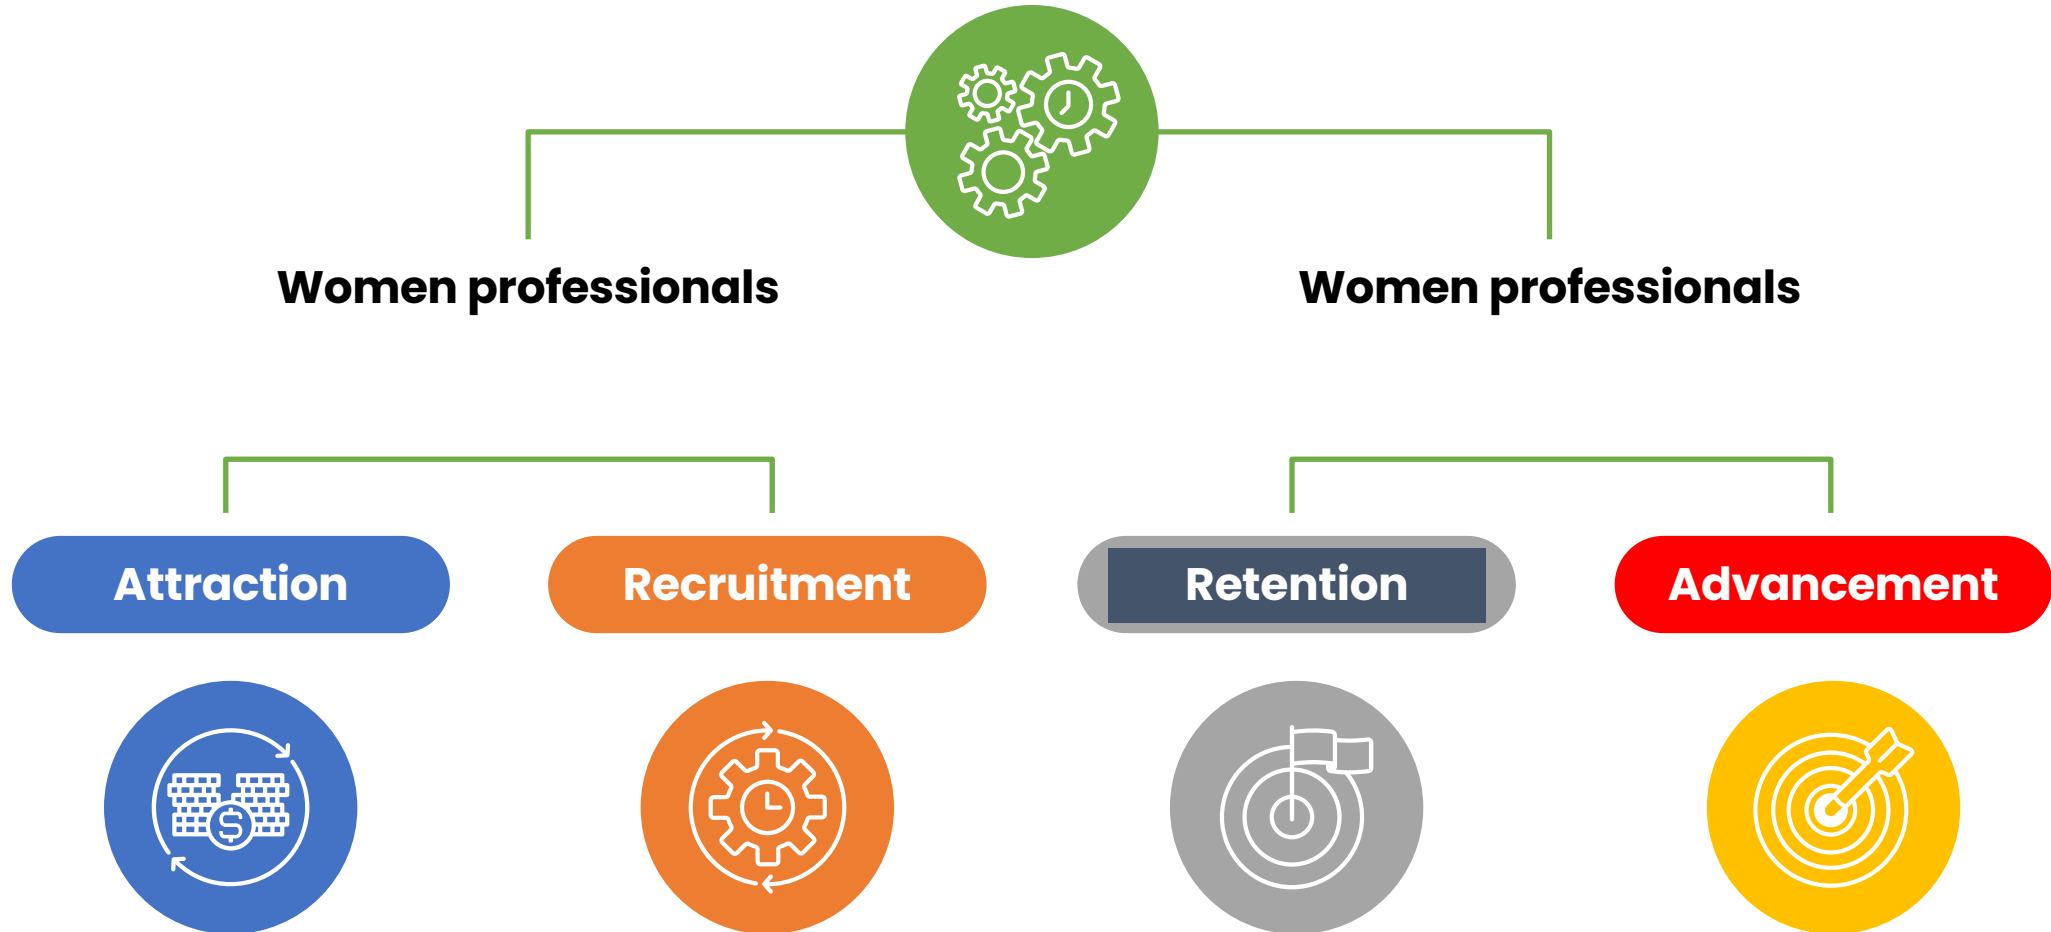 Women professionals
Women professionals
Attraction
Recruitment
Retention
Advancement
$